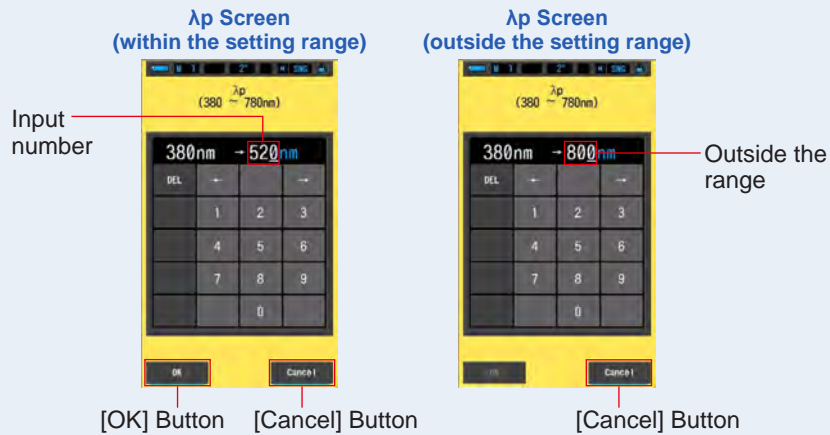 λp Screen
(within the setting range)
λp
(380 ~ 780nm)
Input
number
380nm → 520nm
DEL ← →
1 2 3
4 5 6
7 8 9
0
OK Cancel
[OK] Button [Cancel] Button
λp Screen
(outside the setting range)
λp
(380 ~ 780nm)
380nm → 800nm
Outside the
range
DEL ← →
1 2 3
4 5 6
7 8 9
0
Cancel
[Cancel] Button